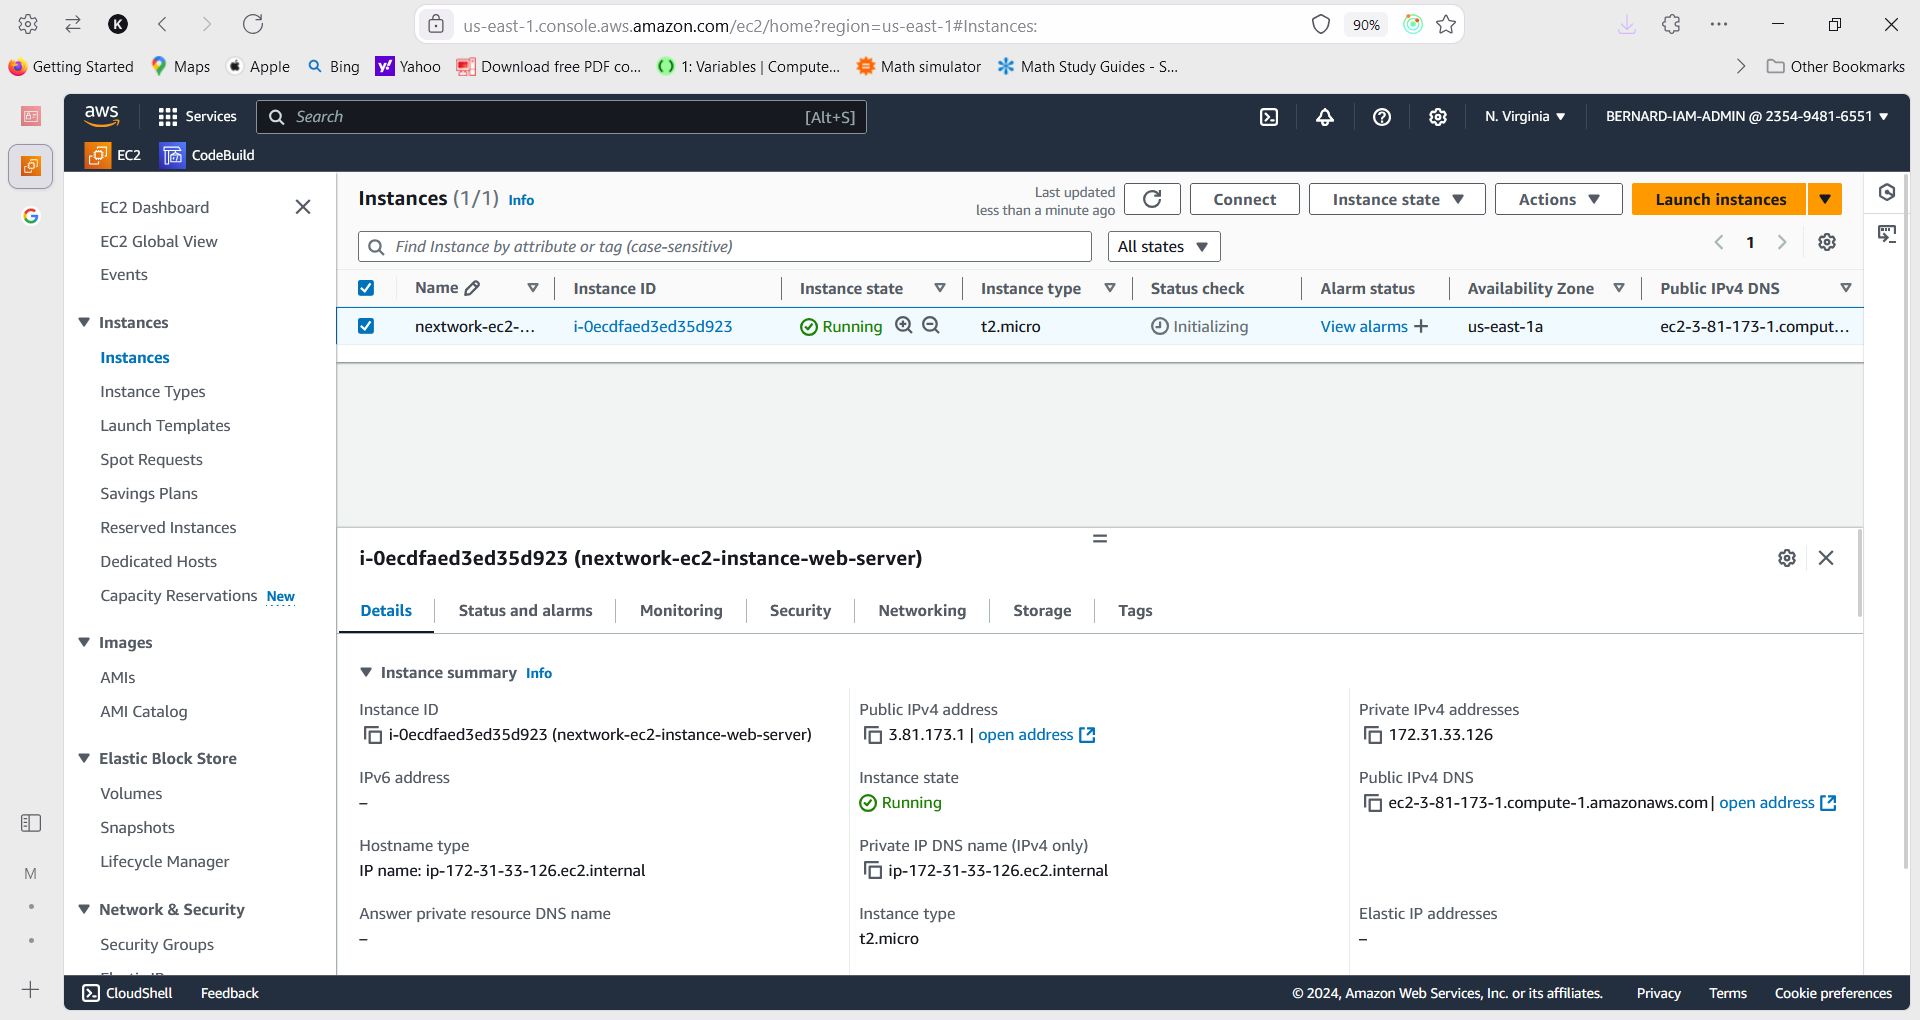 K
us-east-1.console.aws.amazon.com/ec2/home?region=us-east-1#Instances:
90%
Getting Started
Maps
Apple
Bing
Yahoo
Download free PDF co...
1: Variables | Compute...
Math simulator
Math Study Guides - S...
Other Bookmarks
aws
Services
Search
[Alt+S]
N. Virginia
BERNARD-IAM-ADMIN @ 2354-9481-6551
EC2
CodeBuild
EC2 Dashboard
EC2 Global View
Events
Instances
Instances
Instance Types
Launch Templates
Spot Requests
Savings Plans
Reserved Instances
Dedicated Hosts
Capacity Reservations New
Images
AMIs
AMI Catalog
Elastic Block Store
Volumes
Snapshots
Lifecycle Manager
Network & Security
Security Groups
M
Instances (1/1) Info
Last updated
less than a minute ago
Connect
Instance state
Actions
Launch instances
Find Instance by attribute or tag (case-sensitive)
All states
1
Name
Instance ID
Instance state
Instance type
Status check
Alarm status
Availability Zone
Public IPv4 DNS
nextwork-ec2-...
i-0ecdfaed3ed35d923
Running
t2.micro
Initializing
View alarms +
us-east-1a
ec2-3-81-173-1.comput...
i-0ecdfaed3ed35d923 (nextwork-ec2-instance-web-server)
Details
Status and alarms
Monitoring
Security
Networking
Storage
Tags
Instance summary Info
Instance ID
i-0ecdfaed3ed35d923 (nextwork-ec2-instance-web-server)
Public IPv4 address
3.81.173.1 | open address
Private IPv4 addresses
172.31.33.126
IPv6 address
–
Instance state
Running
Public IPv4 DNS
ec2-3-81-173-1.compute-1.amazonaws.com | open address
Hostname type
IP name: ip-172-31-33-126.ec2.internal
Private IP DNS name (IPv4 only)
ip-172-31-33-126.ec2.internal
Answer private resource DNS name
–
Instance type
t2.micro
Elastic IP addresses
–
CloudShell
Feedback
© 2024, Amazon Web Services, Inc. or its affiliates.
Privacy
Terms
Cookie preferences